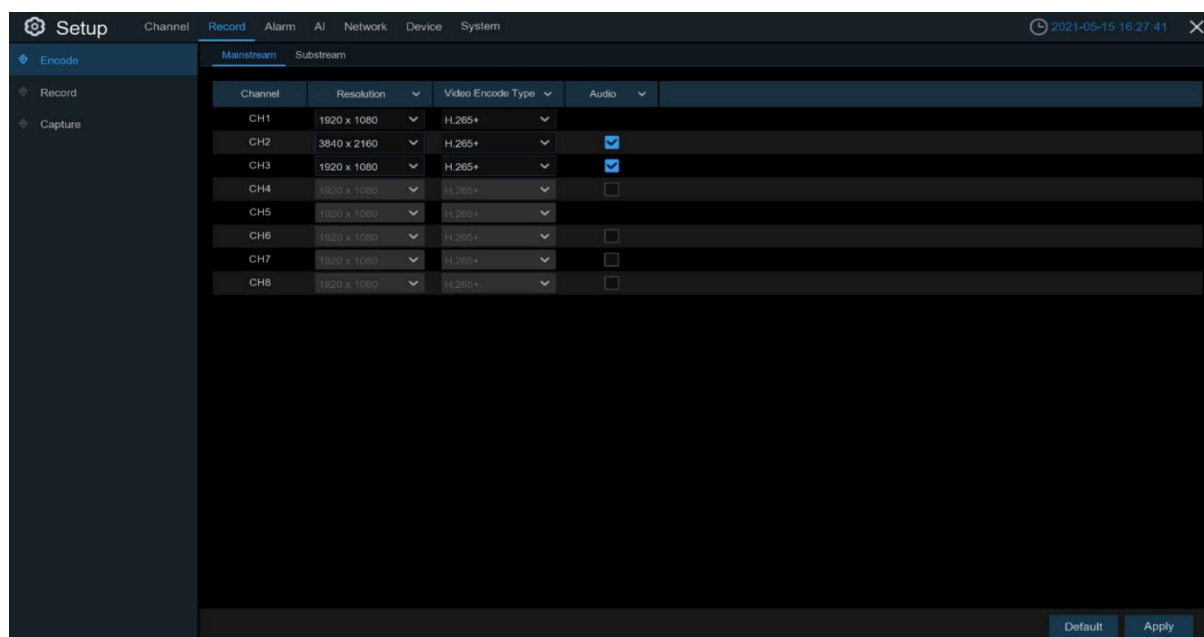 Setup Channel Record Alarm AI Network Device System 2021-05-15 16:27:41
Encode
Record
Capture
Mainstream Substream
Channel Resolution Video Encode Type Audio
CH1 1920 x 1080 H.265+
CH2 3840 x 2160 H.265+
CH3 1920 x 1080 H.265+
CH4 1920 x 1080 H.265+
CH5 1920 x 1080 H.265+
CH6 1920 x 1080 H.265+
CH7 1920 x 1080 H.265+
CH8 1920 x 1080 H.265+
Default Apply